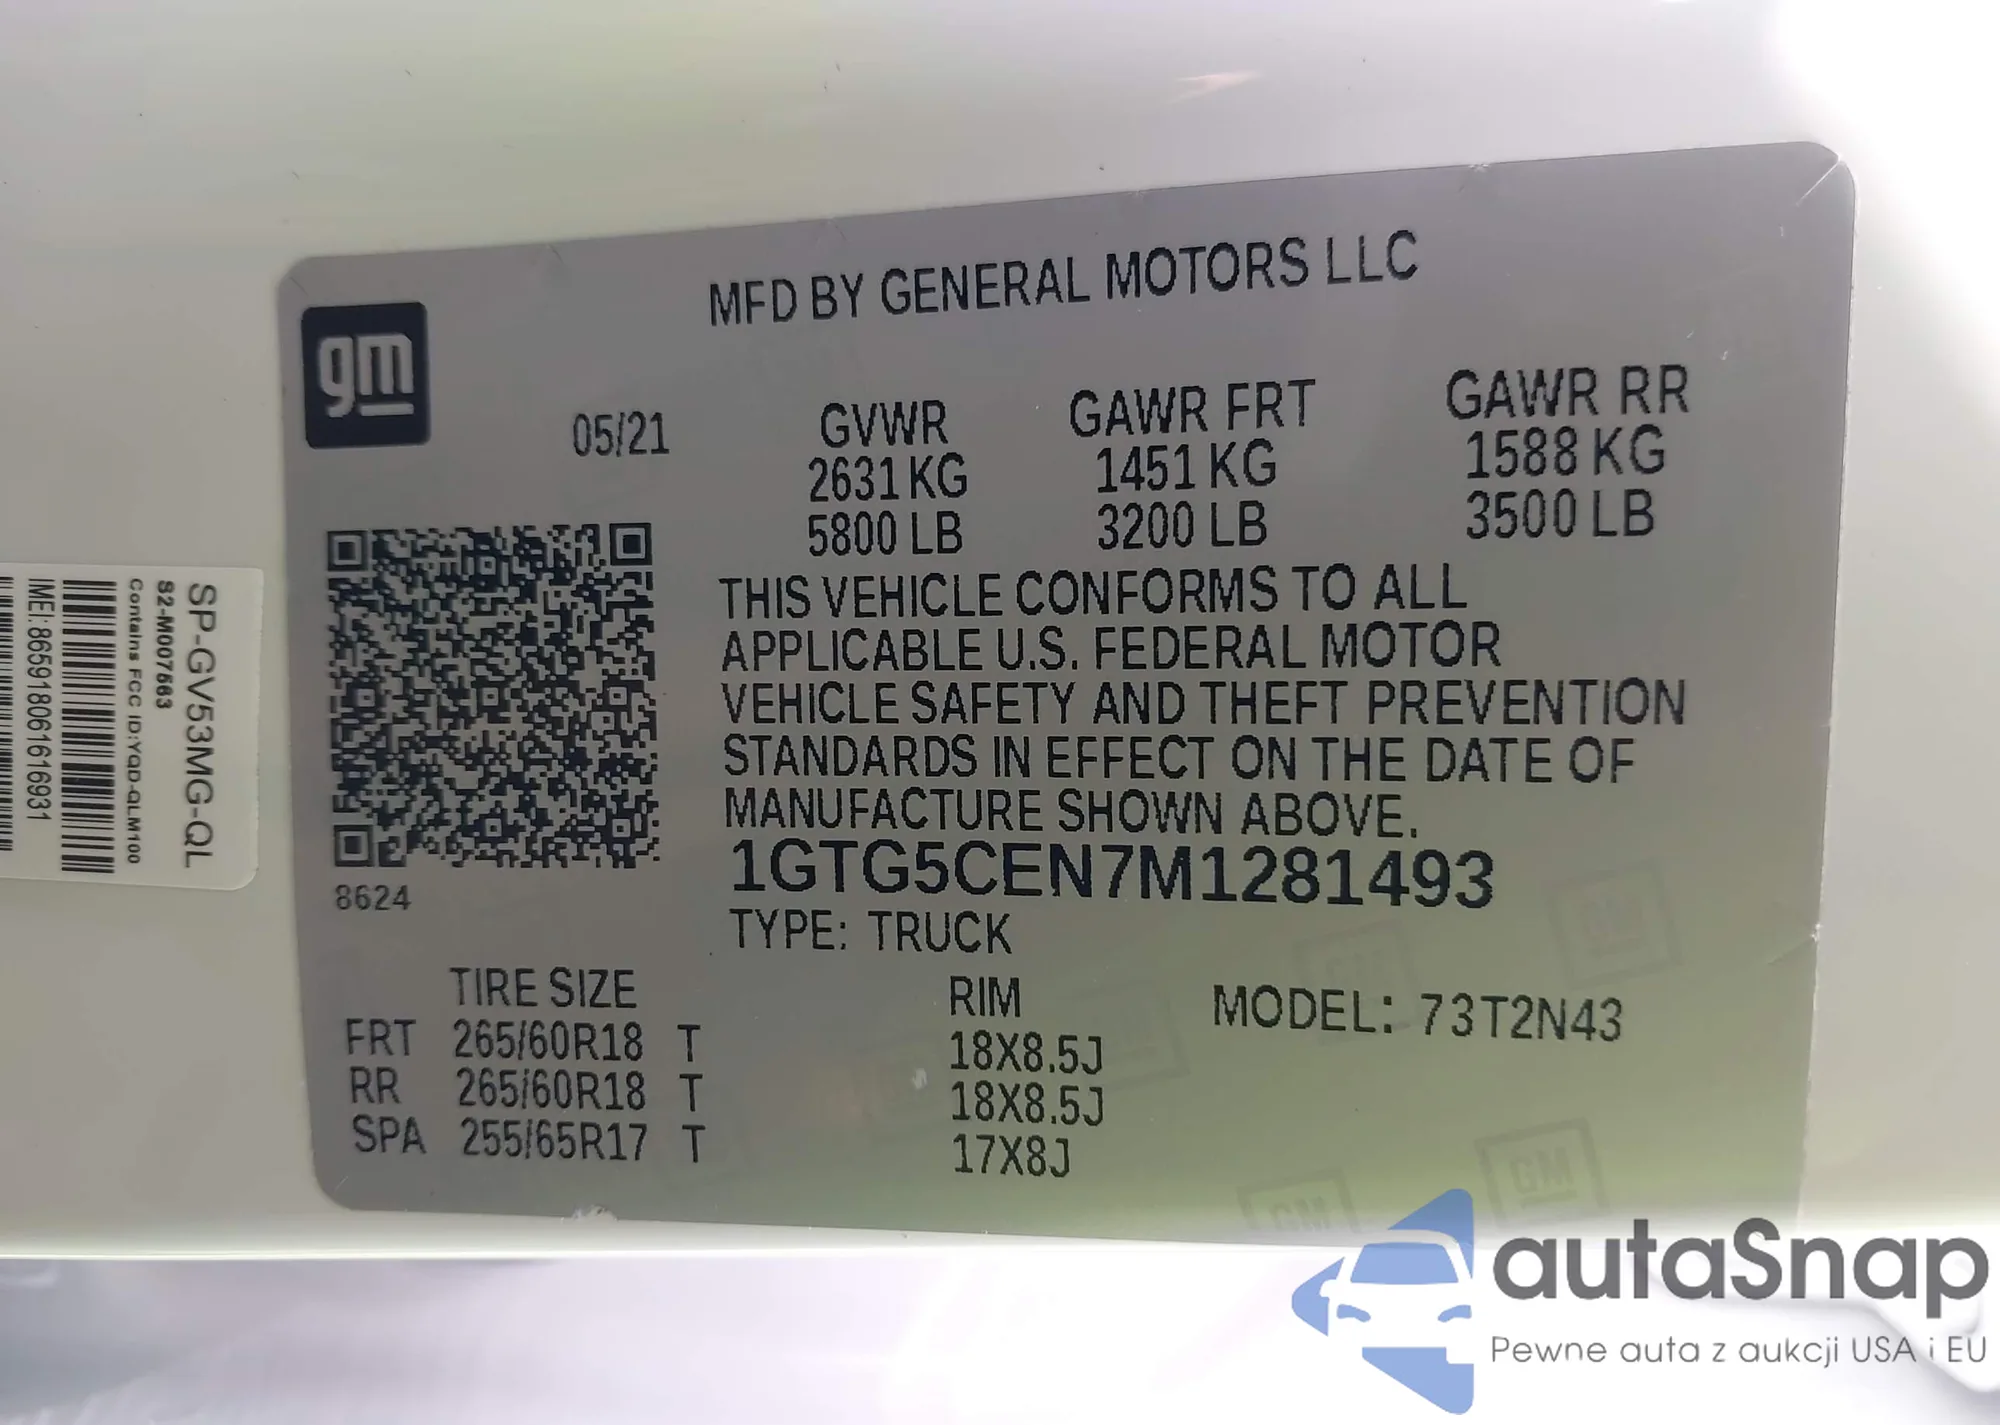 MFD BY GENERAL MOTORS LLC
gm
05/21
GVWR GAWR FRT GAWR RR
2631 KG 1451 KG 1588 KG
5800 LB 3200 LB 3500 LB
THIS VEHICLE CONFORMS TO ALL
APPLICABLE U.S. FEDERAL MOTOR
VEHICLE SAFETY AND THEFT PREVENTION
STANDARDS IN EFFECT ON THE DATE OF
MANUFACTURE SHOWN ABOVE.
8624
1GTG5CEN7M1281493
TYPE: TRUCK
TIRE SIZE RIM MODEL: 73T2N43
FRT 265/60R18 T 18X8.5J
RR 265/60R18 T 18X8.5J
SPA 255/65R17 T 17X8J
GM
GM
GM
SP-GV53MG-QL
S2-M007563
Contains FCC ID:YQD-QLM100
IMEI:865918061616931
autaSnap
Pewne auta z aukcji USA i EU